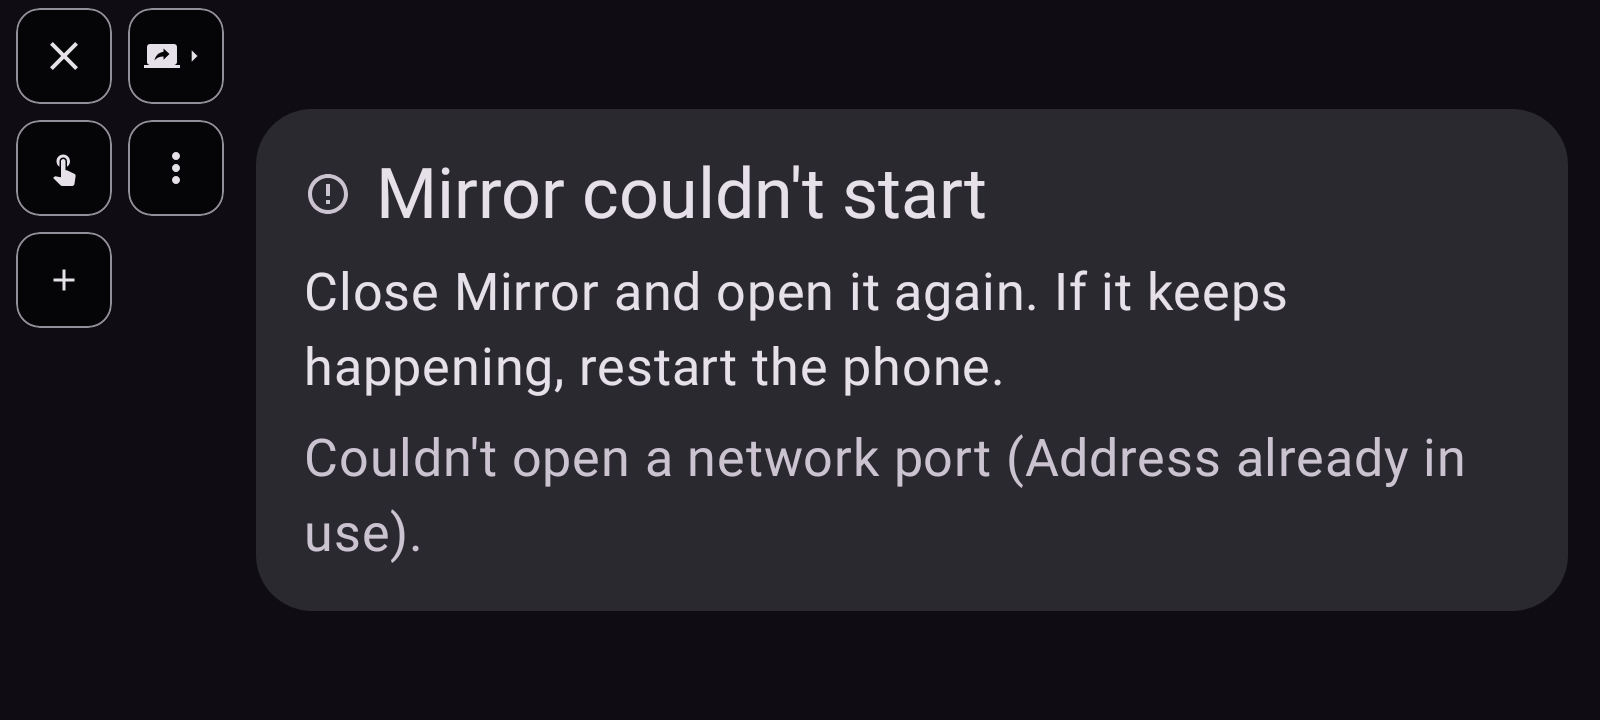 Mirror couldn't start
Close Mirror and open it again. If it keeps
happening, restart the phone.
Couldn't open a network port (Address already in
use).